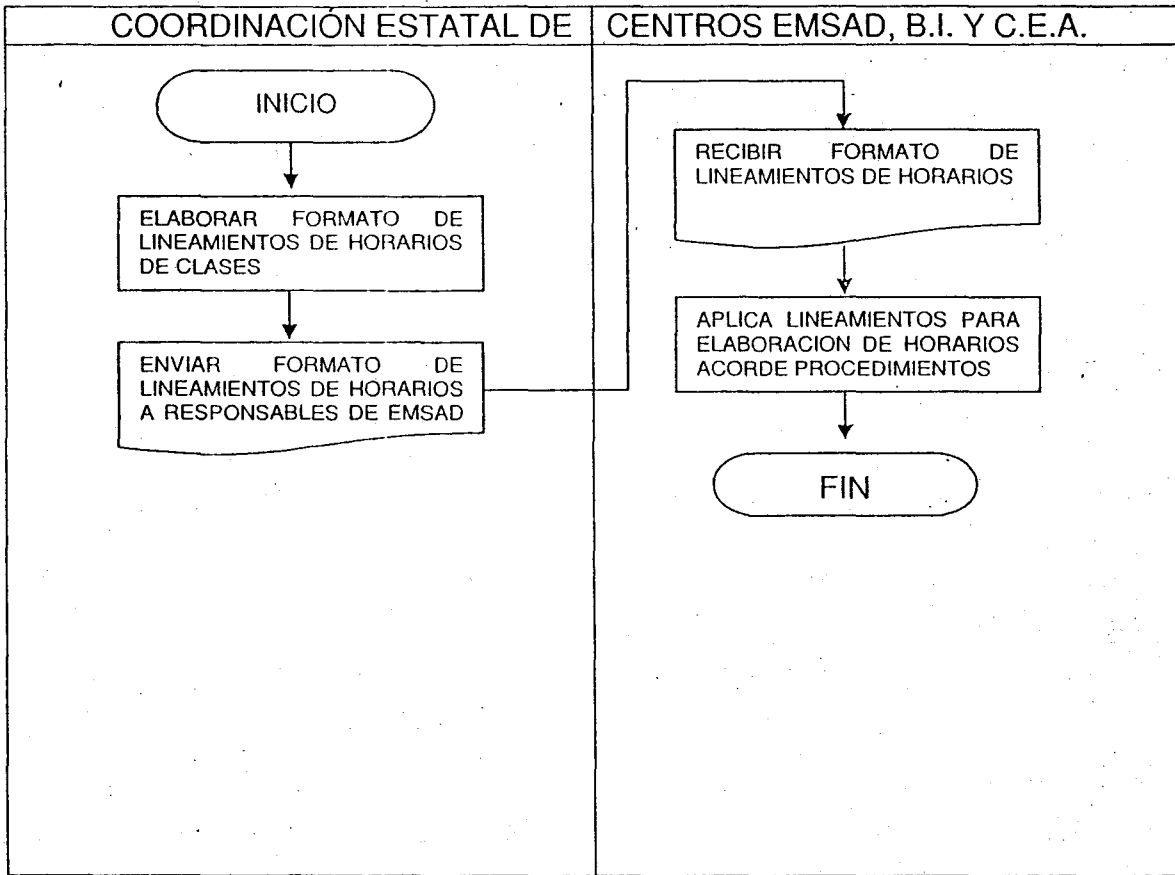 COORDINACIÓN ESTATAL DE
CENTROS EMSAD, B.I. Y C.E.A.
INICIO
ELABORAR FORMATO DE
LINEAMIENTOS DE HORARIOS
DE CLASES
ENVIAR FORMATO DE
LINEAMIENTOS DE HORARIOS
A RESPONSABLES DE EMSAD
RECIBIR FORMATO DE
LINEAMIENTOS DE HORARIOS
APLICA LINEAMIENTOS PARA
ELABORACION DE HORARIOS
ACORDE PROCEDIMIENTOS
FIN